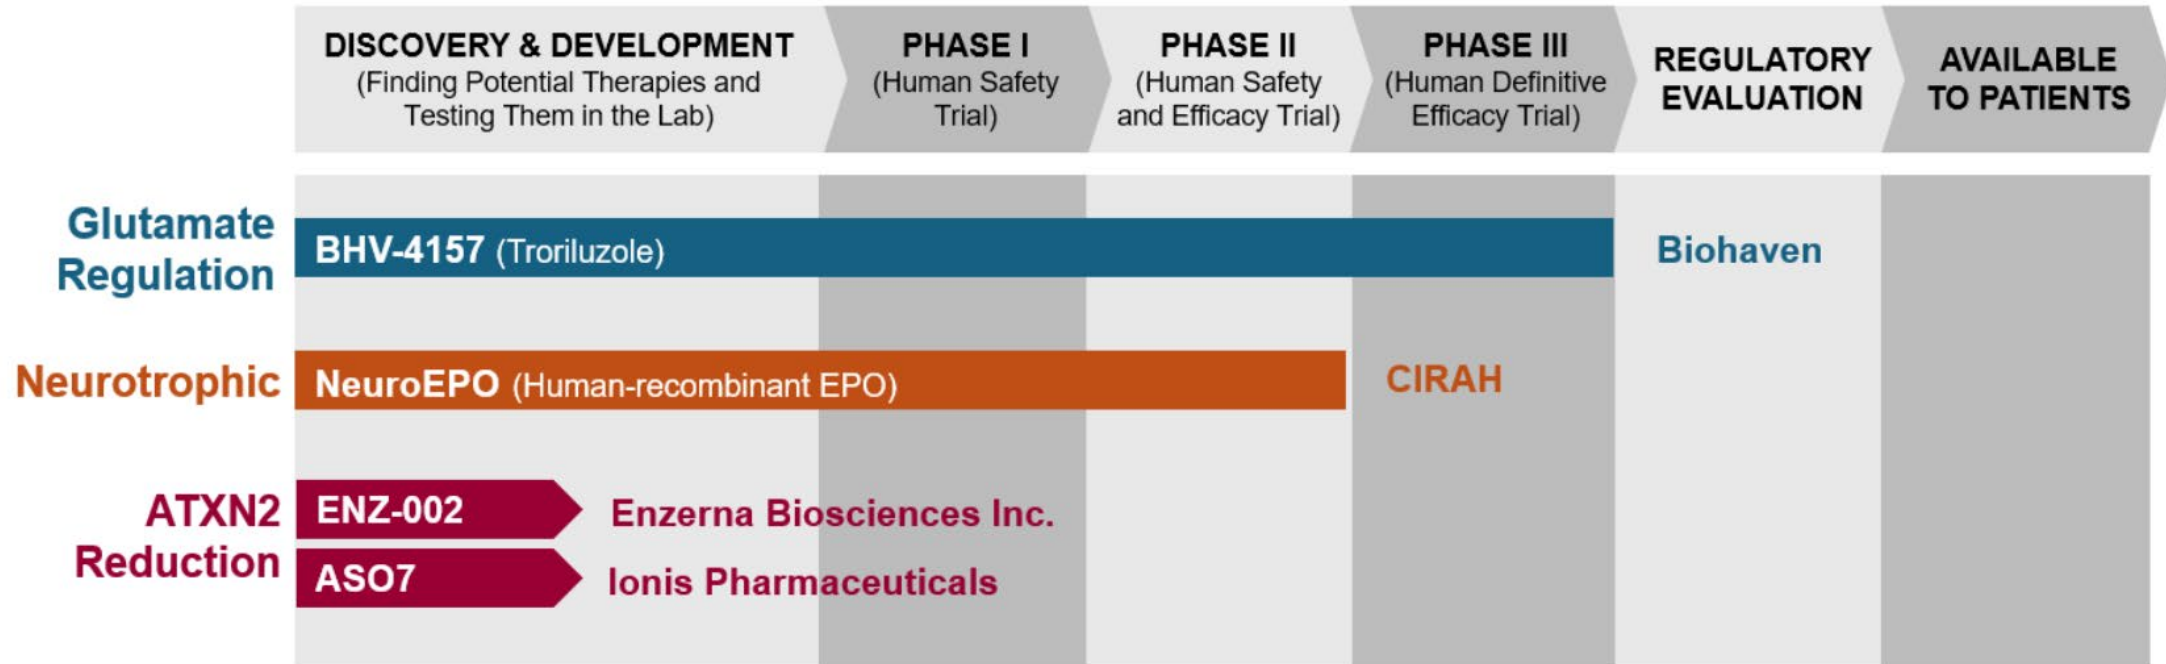 DISCOVERY & DEVELOPMENT
(Finding Potential Therapies and
Testing Them in the Lab)
PHASE I
(Human Safety
Trial)
PHASE II
(Human Safety
and Efficacy Trial)
PHASE III
(Human Definitive
Efficacy Trial)
REGULATORY
EVALUATION
AVAILABLE
TO PATIENTS
Glutamate
Regulation
BHV-4157 (Troriluzole)
Biohaven
Neurotrophic
NeuroEPO (Human-recombinant EPO)
CIRAH
ATXN2
Reduction
ENZ-002
Enzerna Biosciences Inc.
ASO7
Ionis Pharmaceuticals